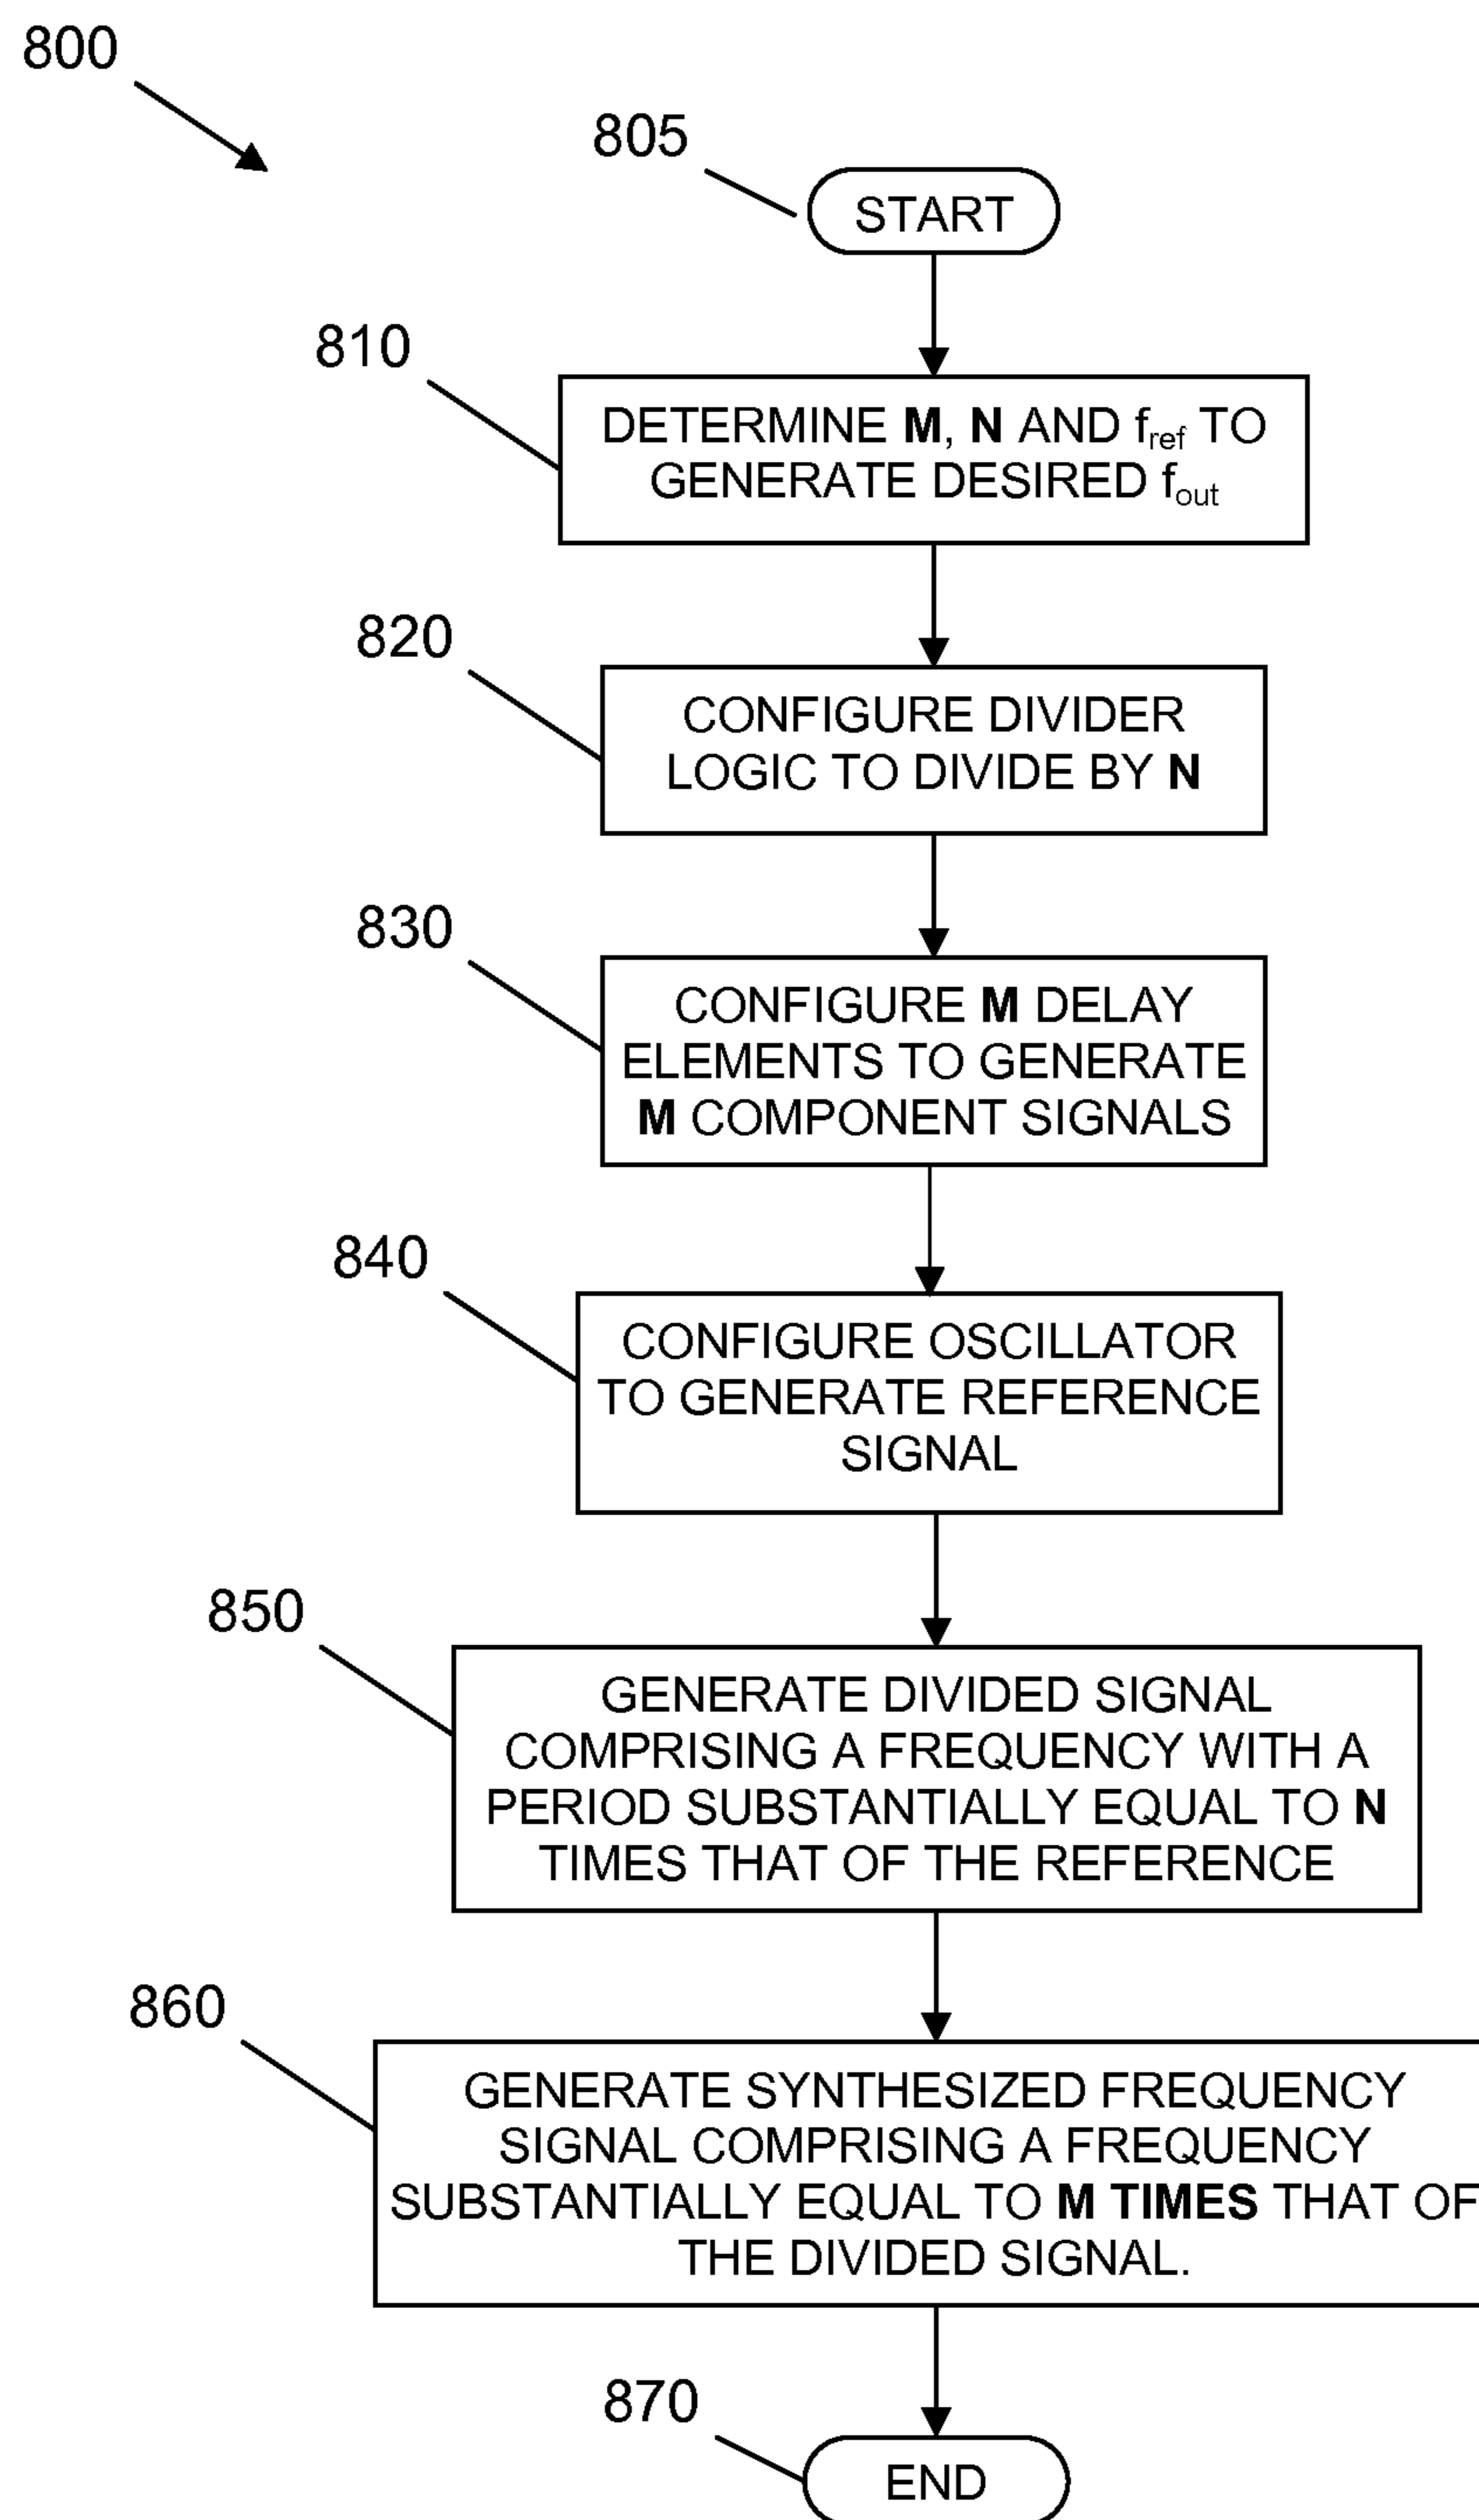 800
805
START
810
DETERMINE M, N AND fref TO
GENERATE DESIRED fout
820
CONFIGURE DIVIDER
LOGIC TO DIVIDE BY N
830
CONFIGURE M DELAY
ELEMENTS TO GENERATE
M COMPONENT SIGNALS
840
CONFIGURE OSCILLATOR
TO GENERATE REFERENCE
SIGNAL
850
GENERATE DIVIDED SIGNAL
COMPRISING A FREQUENCY WITH A
PERIOD SUBSTANTIALLY EQUAL TO N
TIMES THAT OF THE REFERENCE
860
GENERATE SYNTHESIZED FREQUENCY
SIGNAL COMPRISING A FREQUENCY
SUBSTANTIALLY EQUAL TO M TIMES THAT OF
THE DIVIDED SIGNAL.
870
END